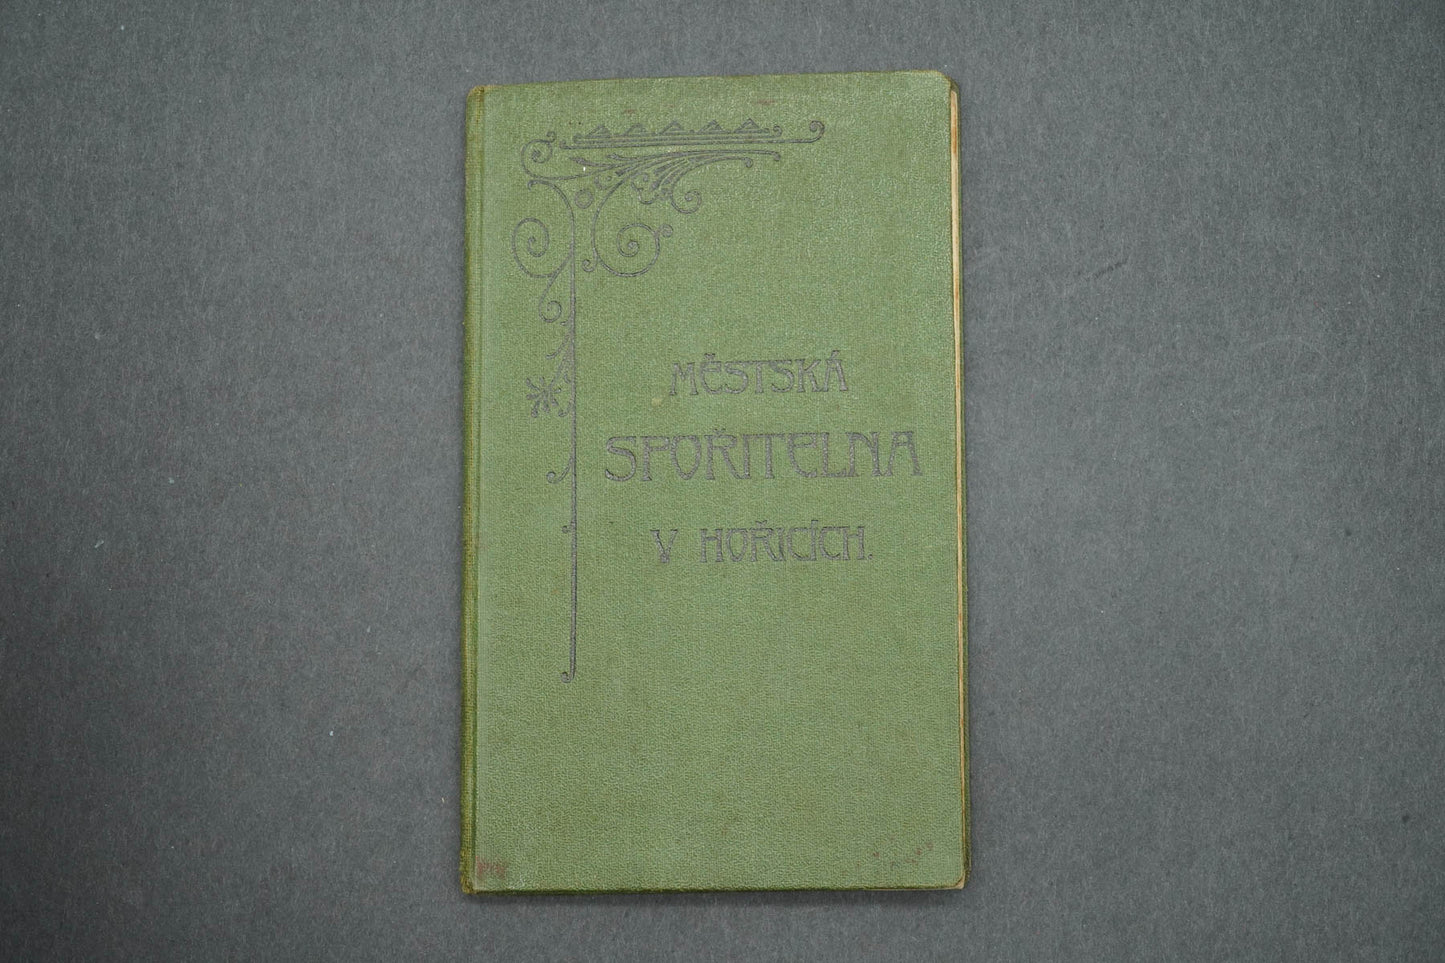 MĚSTSKÁ
SPOŘITELNA
V HOŘICÍCH.